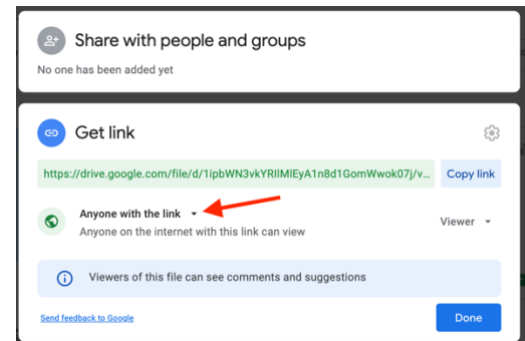 Share with people and groups
No one has been added yet
Get link
https://drive.google.com/file/d/1ipbWN3vkYRIIMlEyA1n8d1GomWwok07j/v... Copy link
Anyone with the link
Anyone on the internet with this link can view Viewer
Viewers of this file can see comments and suggestions
Send feedback to Google Done